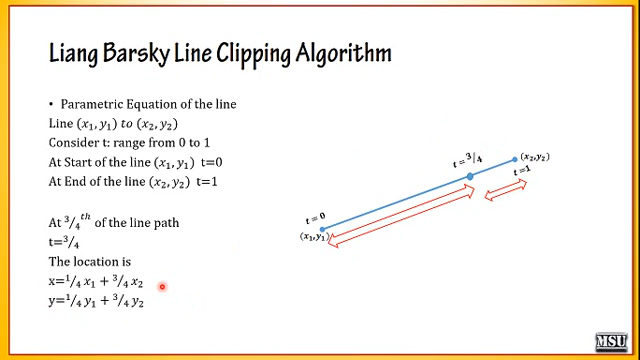 Liang Barsky Line Clipping Algorithm
• Parametric Equation of the line
Line (x₁, y₁) to (x₂, y₂)
Consider t: range from 0 to 1
At Start of the line (x₁, y₁) t=0
At End of the line (x₂, y₂) t=1
At ³/₄ᵗʰ of the line path
t=³/₄
The location is
x=¹/₄ x₁ + ³/₄ x₂
y=¹/₄ y₁ + ³/₄ y₂
t = ³/₄
(x₂,y₂)
t =1
t = 0
(x₁,y₁)
MSU